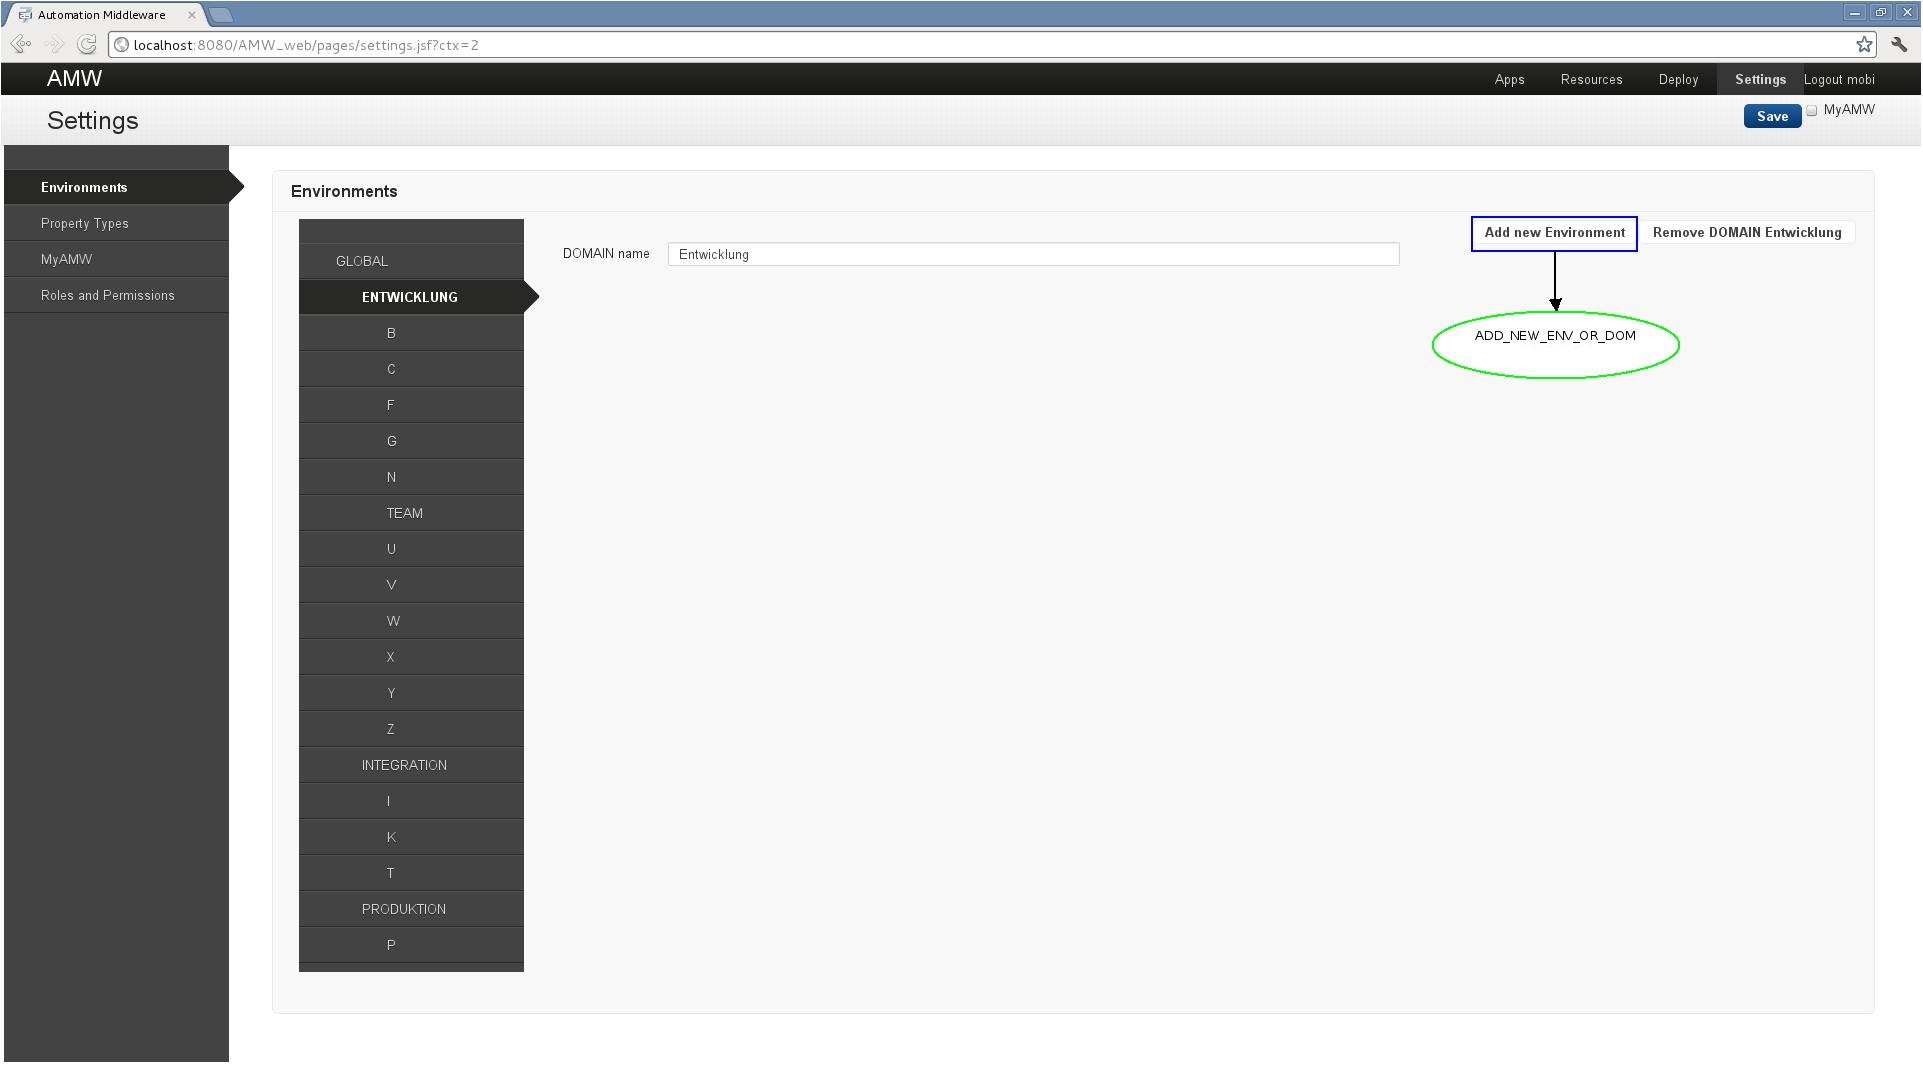 Automation Middleware
localhost:8080/AMW_web/pages/settings.jsf?ctx=2
AMW
Apps Resources Deploy Settings Logout mobi
Settings
Save MyAMW
Environments
Property Types
MyAMW
Roles and Permissions
Environments
GLOBAL
ENTWICKLUNG
B
C
F
G
N
TEAM
U
V
W
X
Y
Z
INTEGRATION
I
K
T
PRODUKTION
P
DOMAIN name Entwicklung
Add new Environment Remove DOMAIN Entwicklung
ADD_NEW_ENV_OR_DOM